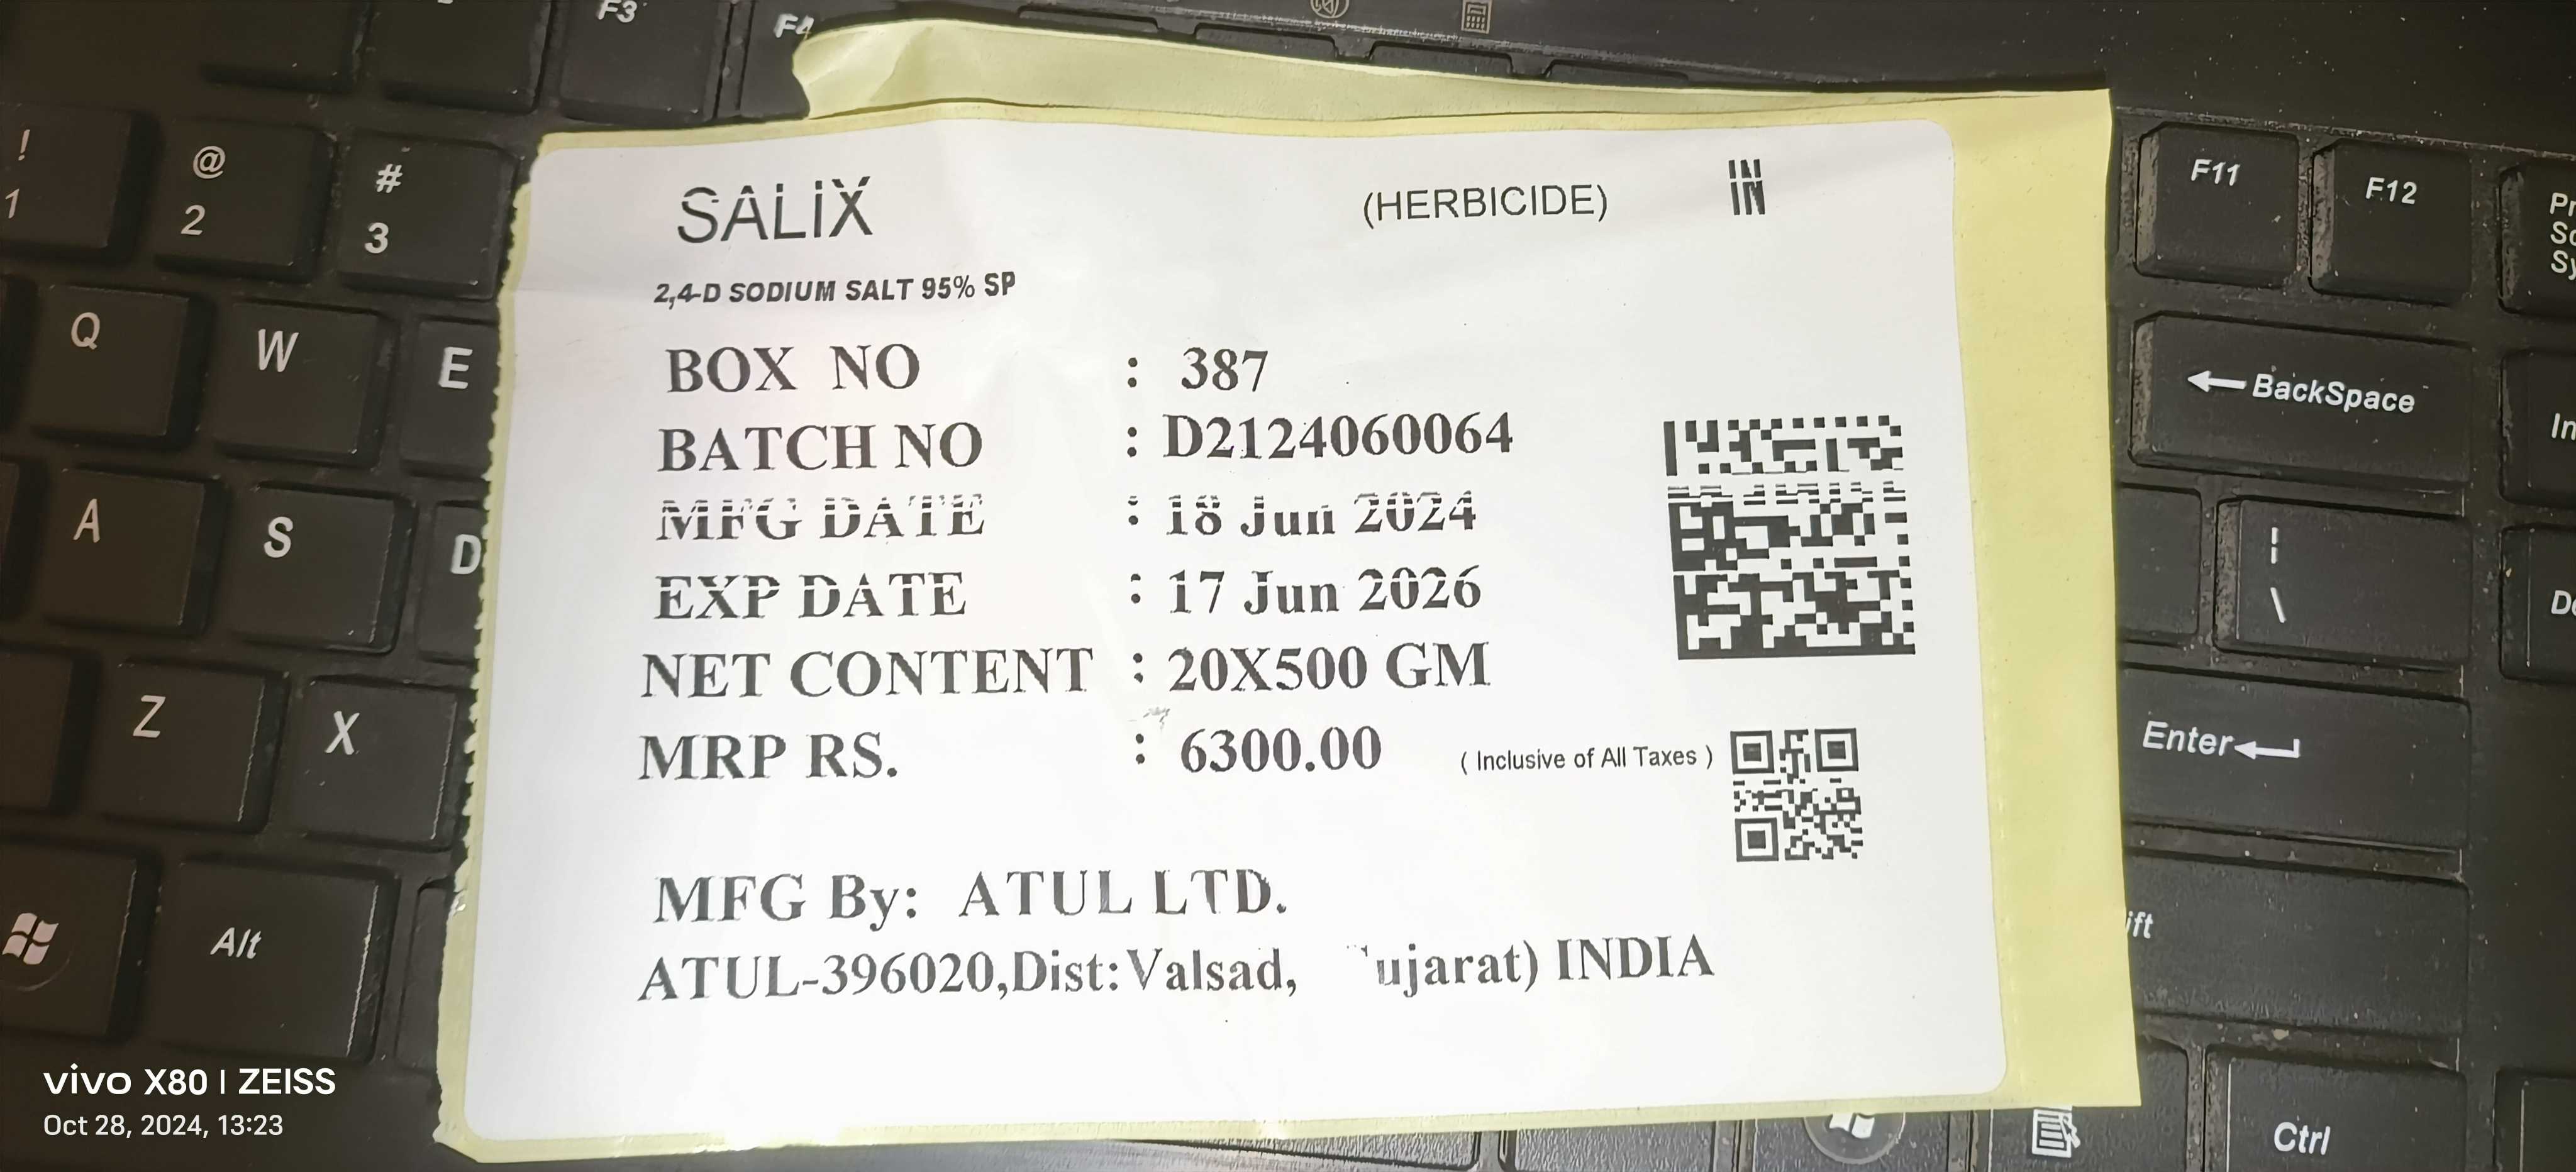 F3
F4
SALIX (HERBICIDE) IN
2,4-D SODIUM SALT 95% SP
BOX NO : 387
BATCH NO : D2124060064
MFG DATE : 18 Jun 2024
EXP DATE : 17 Jun 2026
NET CONTENT : 20X500 GM
MRP RS. : 6300.00 ( Inclusive of All Taxes )
MFG By: ATUL LTD.
ATUL-396020,Dist:Valsad, ujarat) INDIA
! 1
@ 2
# 3
Q
W
E
A
S
D
Z
X
Alt
F11
F12
← BackSpace
| \
Enter
Ctrl
vivo X80 | ZEISS
Oct 28, 2024, 13:23